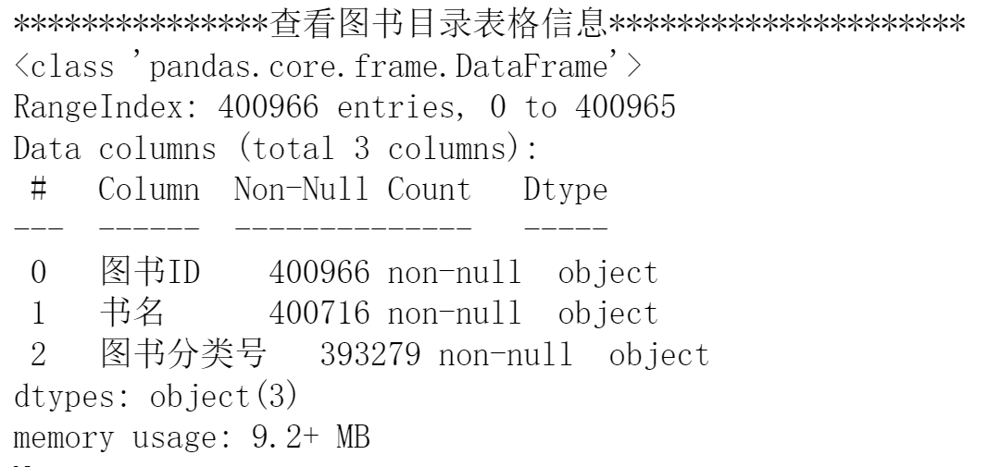 ***************查看图书目录表格信息*********************
<class 'pandas.core.frame.DataFrame'>
RangeIndex: 400966 entries, 0 to 400965
Data columns (total 3 columns):
 #   Column  Non-Null Count   Dtype
---  ------  --------------   -----
 0   图书ID    400966 non-null  object
 1   书名      400716 non-null  object
 2   图书分类号   393279 non-null  object
dtypes: object(3)
memory usage: 9.2+ MB